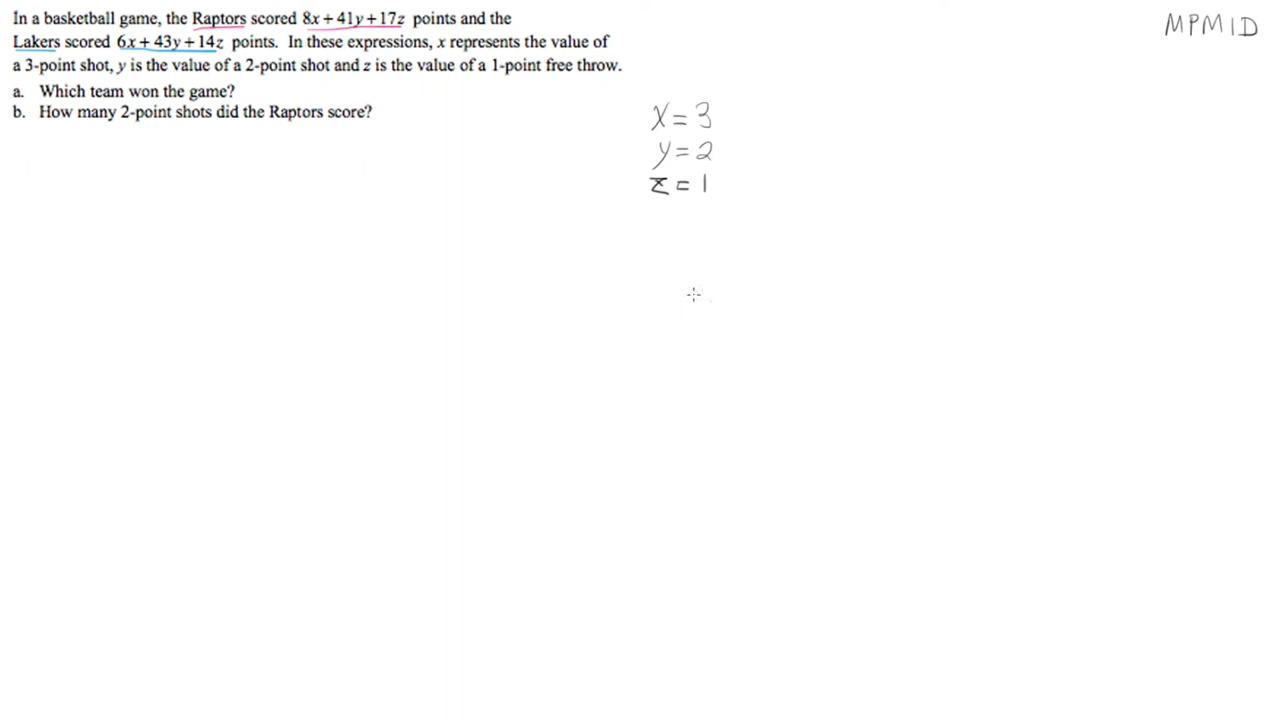 In a basketball game, the Raptors scored 8x + 41y + 17z points and the
Lakers scored 6x + 43y + 14z points. In these expressions, x represents the value of
a 3-point shot, y is the value of a 2-point shot and z is the value of a 1-point free throw.
a. Which team won the game?
b. How many 2-point shots did the Raptors score?
MPM1D
x = 3
y = 2
z = 1